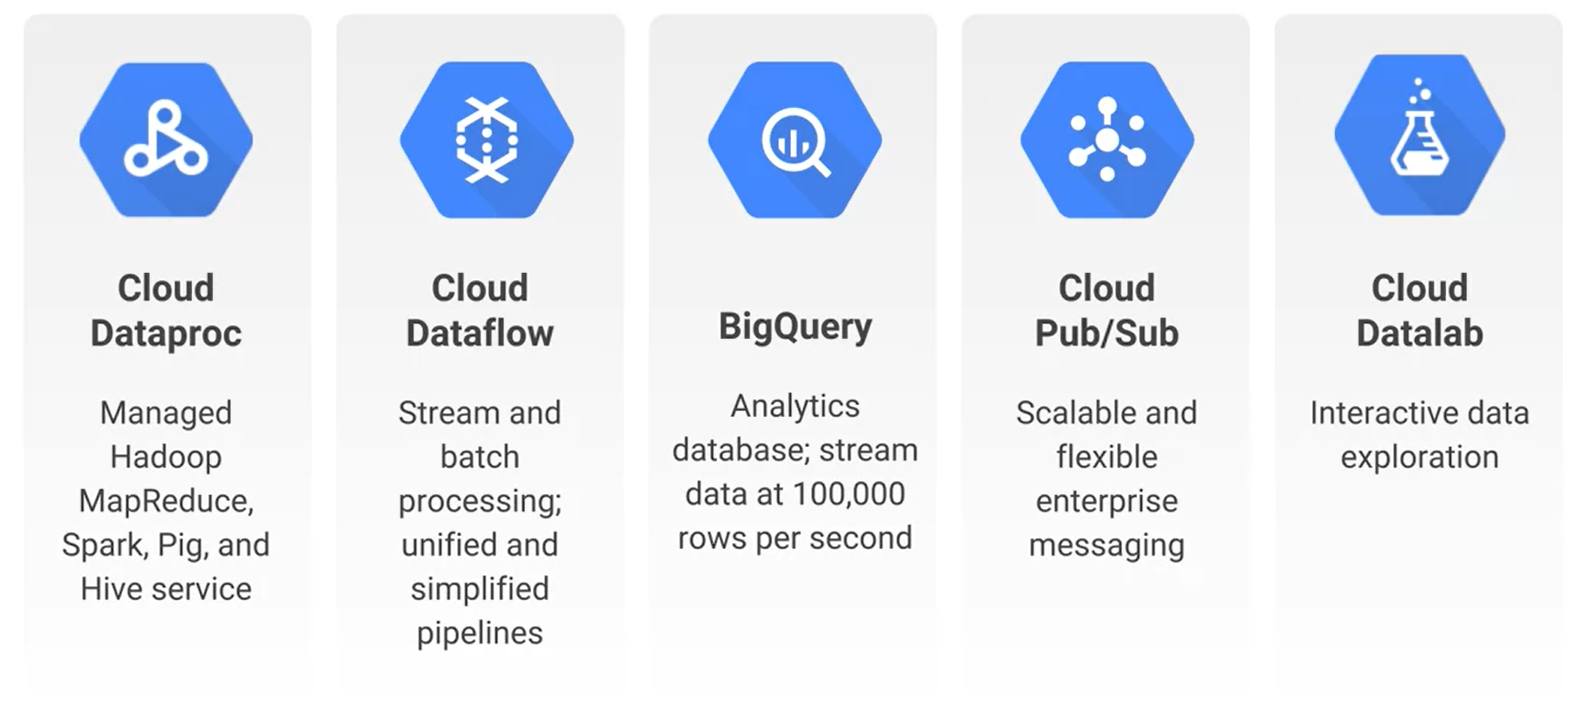 Cloud
Dataproc
Managed
Hadoop
MapReduce,
Spark, Pig, and
Hive service
Cloud
Dataflow
Stream and
batch
processing;
unified and
simplified
pipelines
BigQuery
Analytics
database; stream
data at 100,000
rows per second
Cloud
Pub/Sub
Scalable and
flexible
enterprise
messaging
Cloud
Datalab
Interactive data
exploration